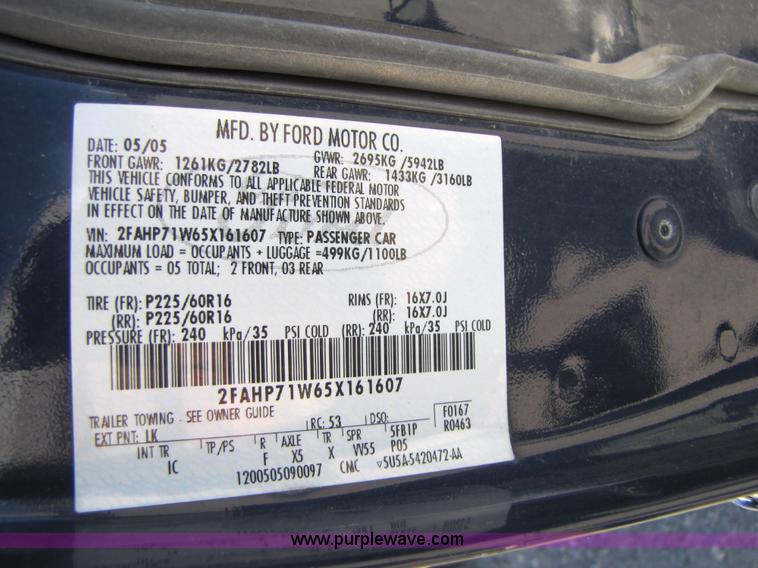 MFD. BY FORD MOTOR CO.
DATE: 05/05 GVWR: 2695KG /5942LB
FRONT GAWR: 1261KG/2782LB REAR GAWR: 1433KG /3160LB
THIS VEHICLE CONFORMS TO ALL APPLICABLE FEDERAL MOTOR
VEHICLE SAFETY, BUMPER, AND THEFT PREVENTION STANDARDS
IN EFFECT ON THE DATE OF MANUFACTURE SHOWN ABOVE.
VIN: 2FAHP71W65X161607 TYPE: PASSENGER CAR
MAXIMUM LOAD = OCCUPANTS + LUGGAGE =499KG/1100LB
OCCUPANTS = 05 TOTAL; 2 FRONT, 03 REAR
TIRE (FR): P225/60R16 RIMS (FR): 16X7.0J
(RR): P225/60R16 (RR): 16X7.0J
PRESSURE (FR): 240 kPa/35 PSI COLD (RR): 240 kPa/35 PSI COLD
2FAHP71W65X161607
TRAILER TOWING - SEE OWNER GUIDE
EXT PNT: LK RC: 53 DSO: F0167
R0463
INT TR TP/PS R AXLE TR SPR 5FB1P
IC F X5 X VV55 P05
1200505090097 CMC ▽5U5A-5420472-AA
www.purplewave.com